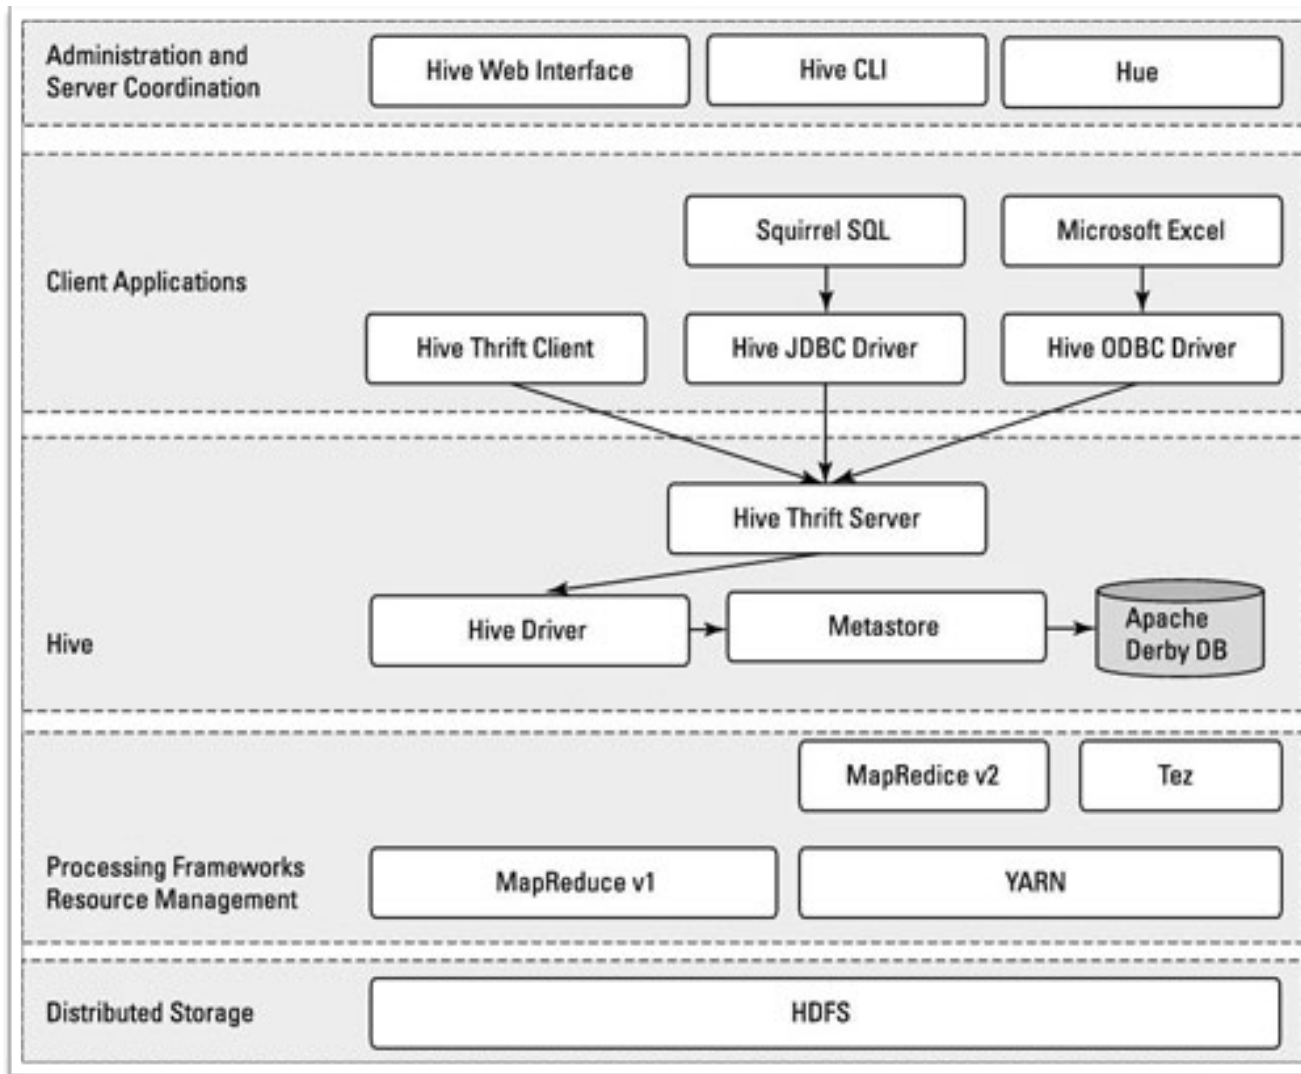 Administration and
Server Coordination
Hive Web Interface
Hive CLI
Hue
Client Applications
Squirrel SQL
Microsoft Excel
Hive Thrift Client
Hive JDBC Driver
Hive ODBC Driver
Hive
Hive Thrift Server
Hive Driver
Metastore
Apache
Derby DB
Processing Frameworks
Resource Management
MapRedice v2
Tez
MapReduce v1
YARN
Distributed Storage
HDFS